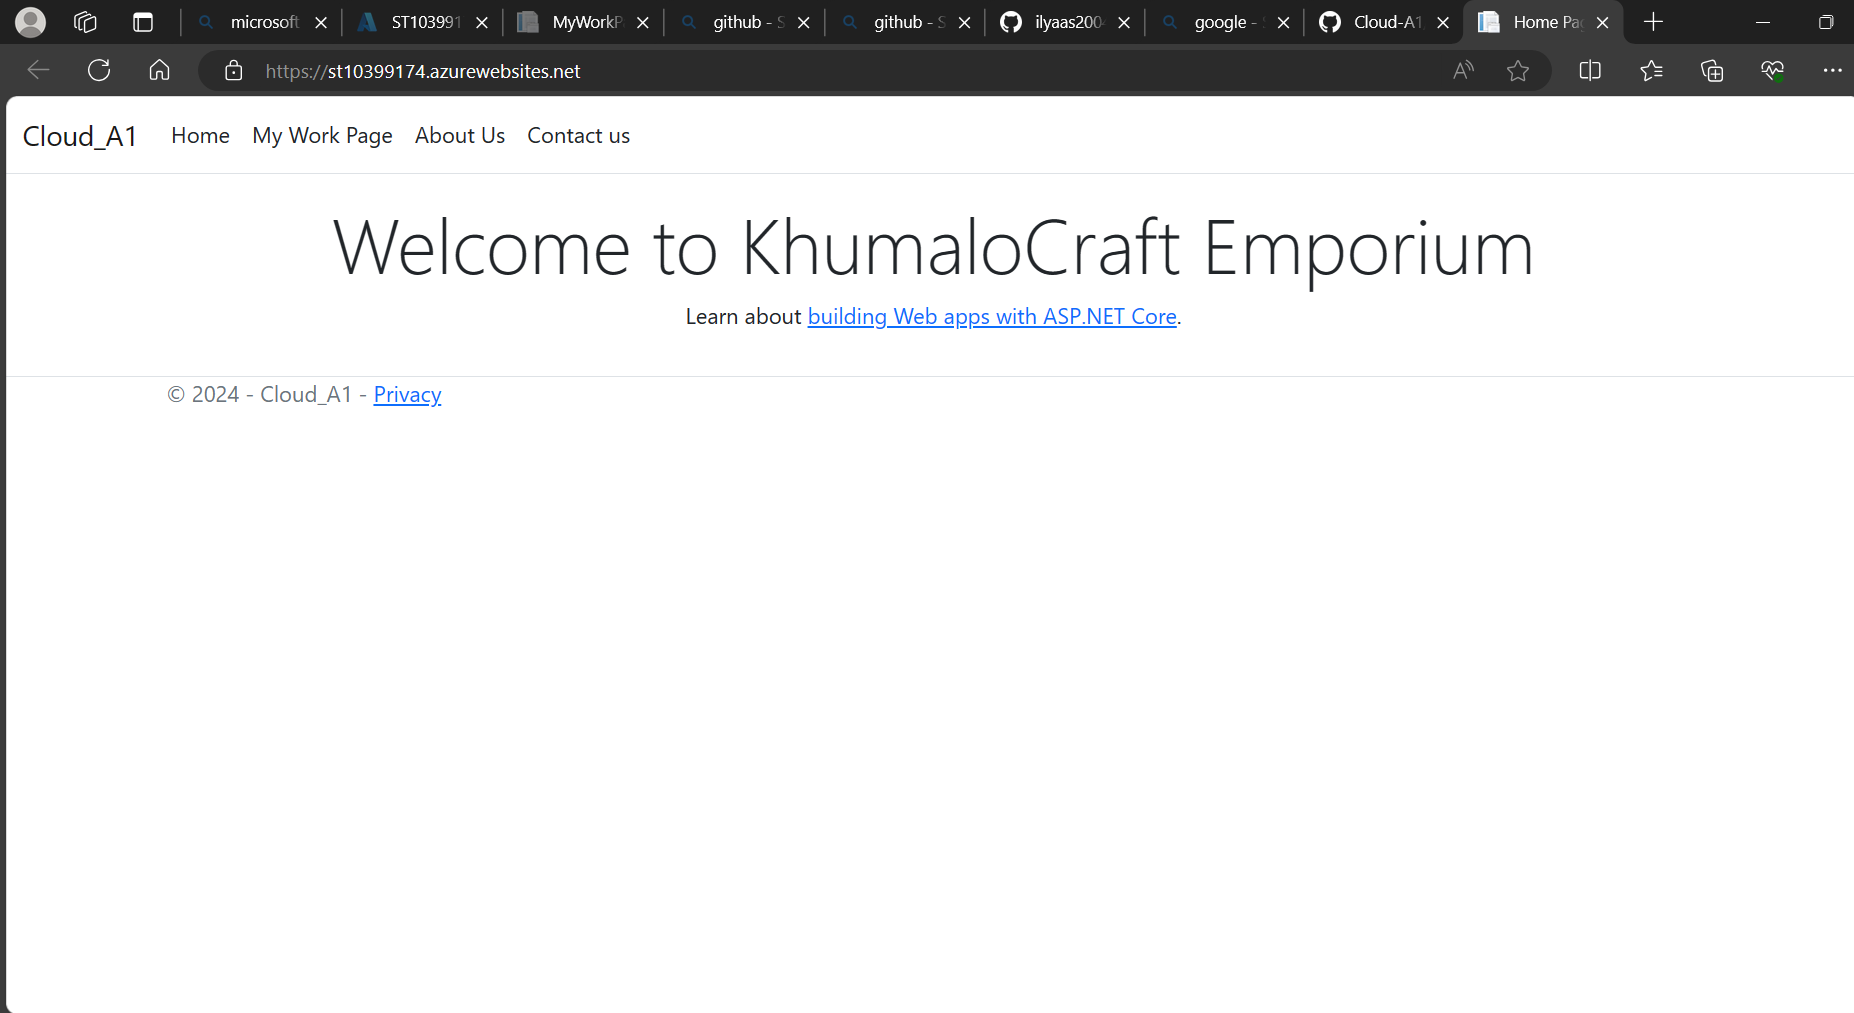 microsoft ST103991 MyWorkP github - S github - S ilyaas200 google - Cloud-A1 Home Pa
https://st10399174.azurewebsites.net
Cloud_A1 Home My Work Page About Us Contact us
Welcome to KhumaloCraft Emporium
Learn about building Web apps with ASP.NET Core.
© 2024 - Cloud_A1 - Privacy